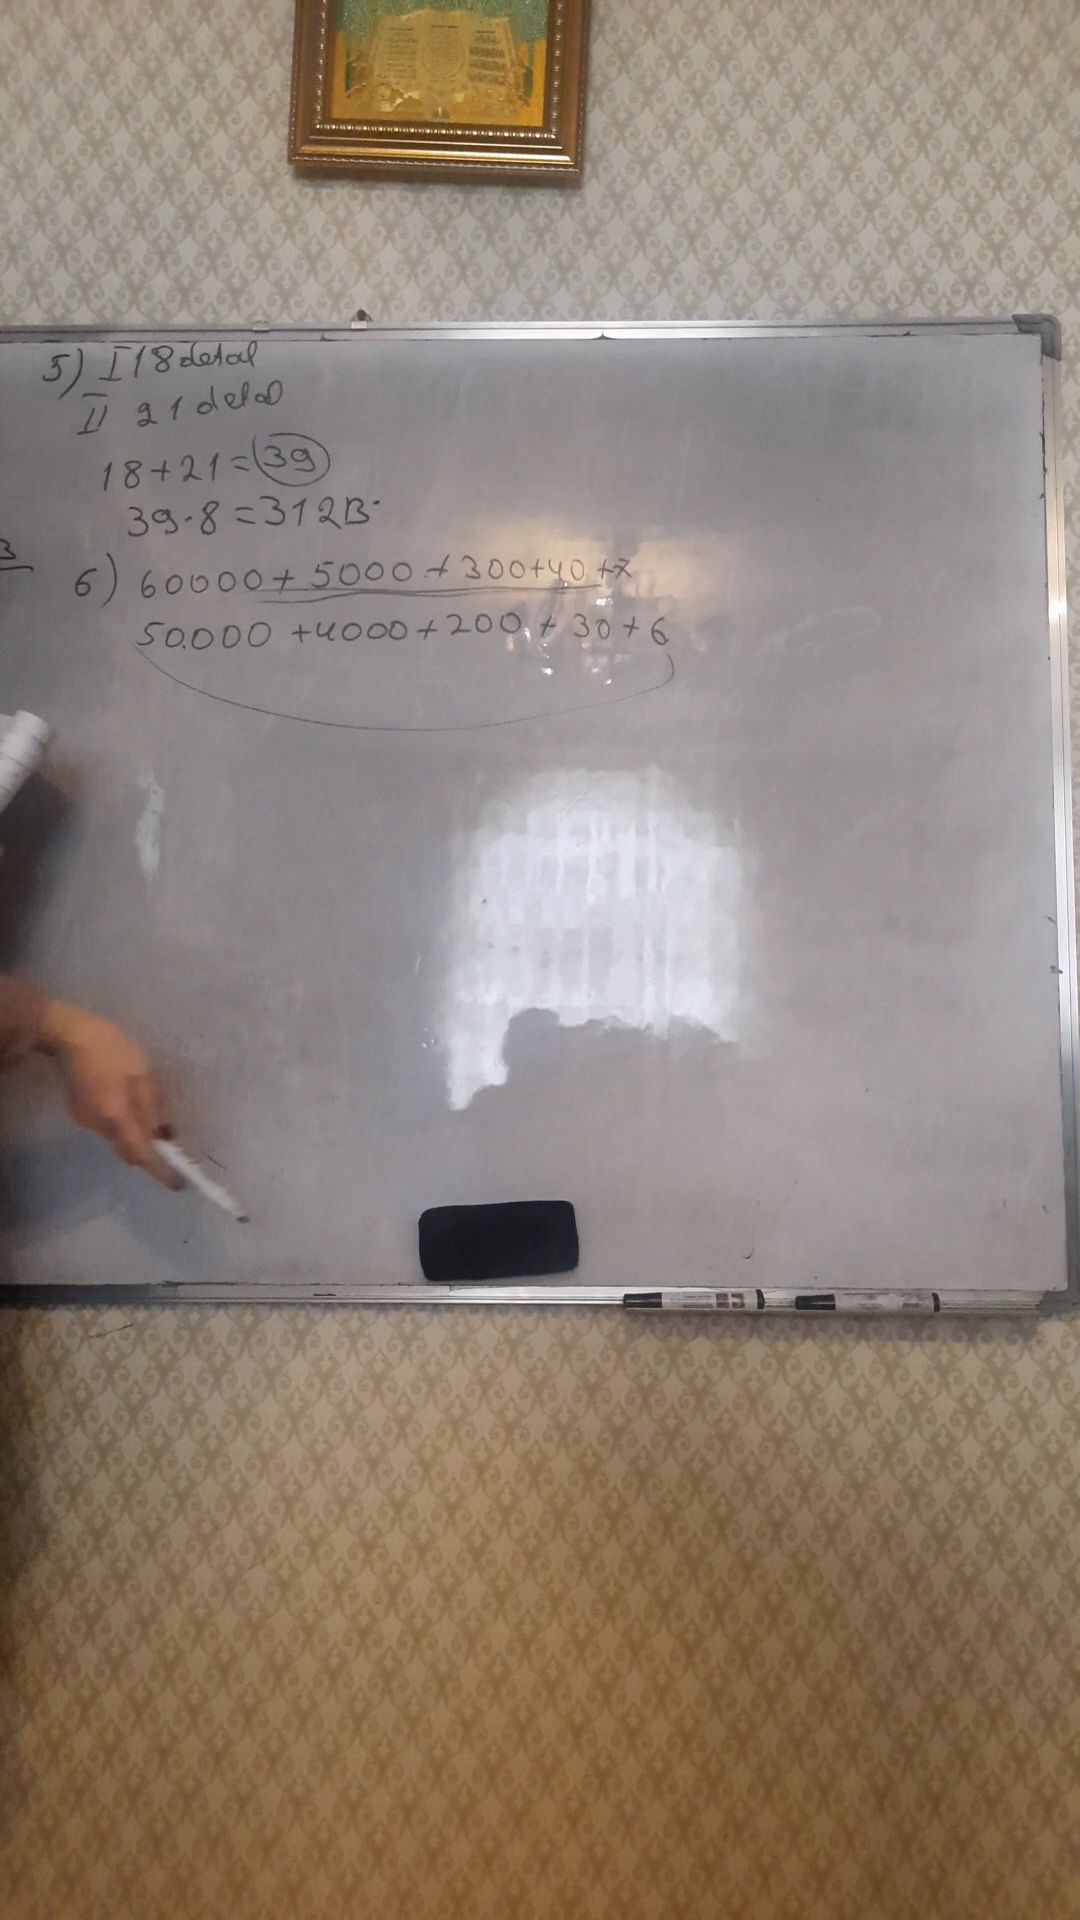 5) I 18 detal
II 21 detal
18+21=39
39·8=312 B·
B
6) 60000+5000+300+40+7
50.000+4000+200+30+6